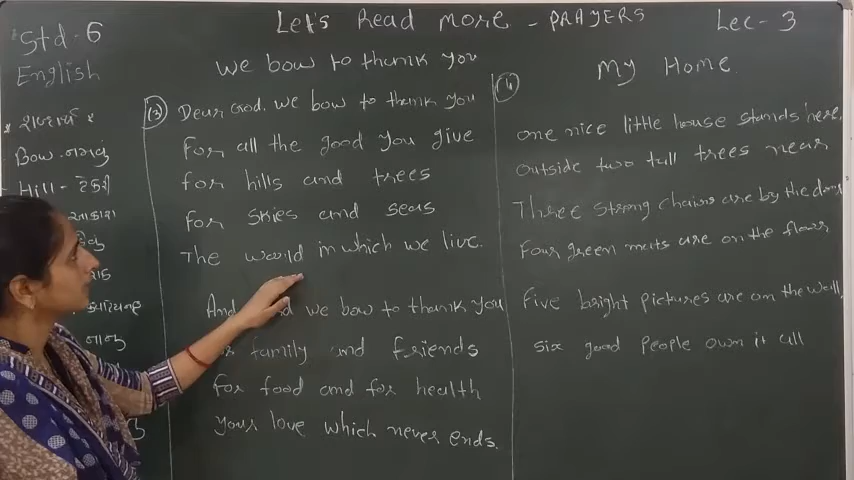 Std - 6
English
Let's Read more - PRAYERS
Lec - 3
* શબ્દાર્થ *
Bow - નમવું
Hill - ટેકરી
we bow to thank you
(3) Dear God, we bow to thank you
For all the good you give
for hills and trees
for skies and seas
The world in which we live.
And we bow to thank you
family and friends
for food and for health
your love which never ends.
(4) My Home
one nice little house stands here,
outside two tall trees near
Three strong chairs are by the door
Four green mats are on the floor
Five bright pictures are on the wall,
six good people own it all